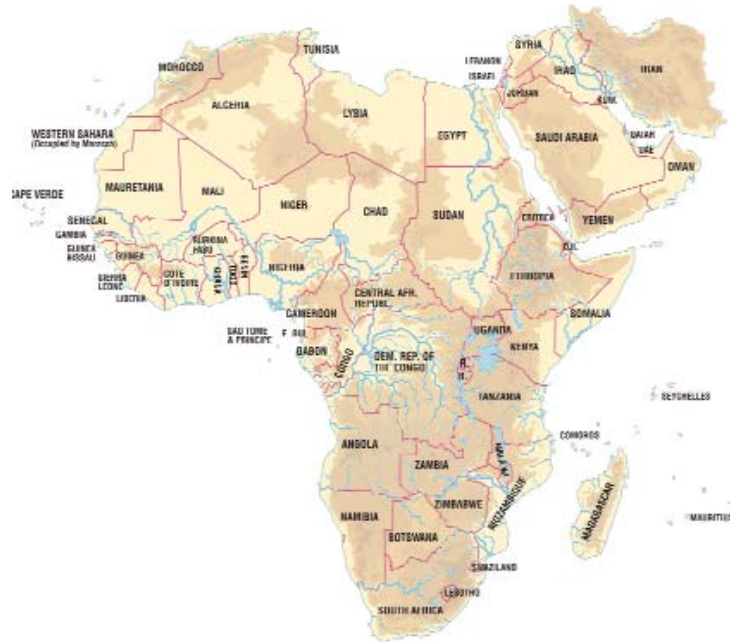 TUNISIA
MOROCCO
SYRIA
LEBANON
ISRAEL
IRAQ
IRAN
JORDAN
KUW.
ALGERIA
LYBIA
EGYPT
WESTERN SAHARA
(Occupied by Morocco)
SAUDI ARABIA
QATAR
UAE
OMAN
MAURETANIA
MALI
CAPE VERDE
NIGER
CHAD
SUDAN
ERITREA
YEMEN
SENEGAL
GAMBIA
GUINEA
BISSAU
GUINEA
BURKINA
FASO
DJI.
SIERRA
LEONE
COTE
D'IVOIRE
GHANA
TOGO
BENIN
NIGERIA
ETHIOPIA
LIBERIA
CENTRAL AFR.
REPUBL.
CAMEROON
SOMALIA
SAO TOME
& PRINCIPE
UGANDA
KENYA
GABON
CONGO
DEM. REP. OF
THE CONGO
R.
B.
TANZANIA
SEYCHELLES
COMOROS
ANGOLA
ZAMBIA
MALAWI
MOZAMBIQUE
MADAGASCAR
MAURITIUS
ZIMBABWE
NAMIBIA
BOTSWANA
SWAZILAND
LESOTHO
SOUTH AFRICA